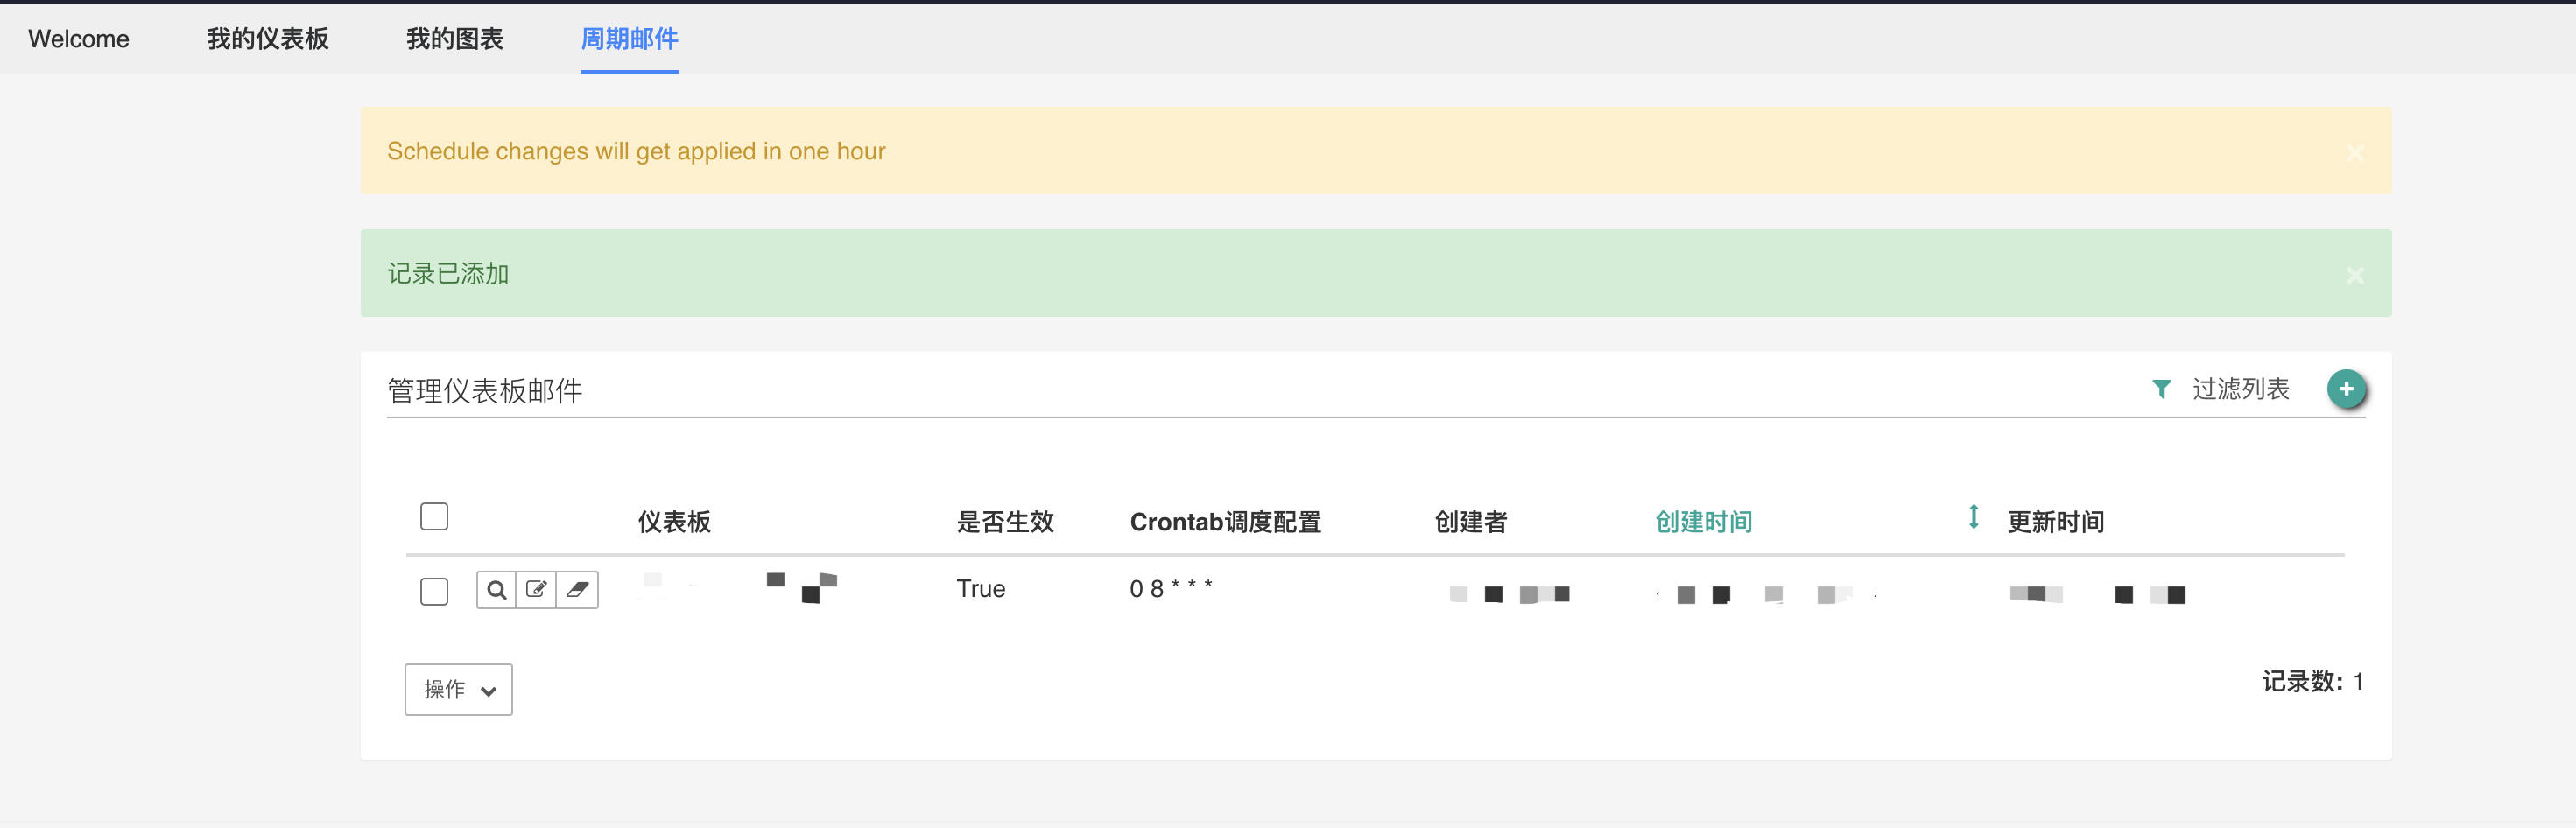 Welcome 我的仪表板 我的图表 周期邮件
Schedule changes will get applied in one hour
记录已添加
管理仪表板邮件 过滤列表
仪表板 是否生效 Crontab调度配置 创建者 创建时间 更新时间
True 0 8 * * *
操作
记录数: 1